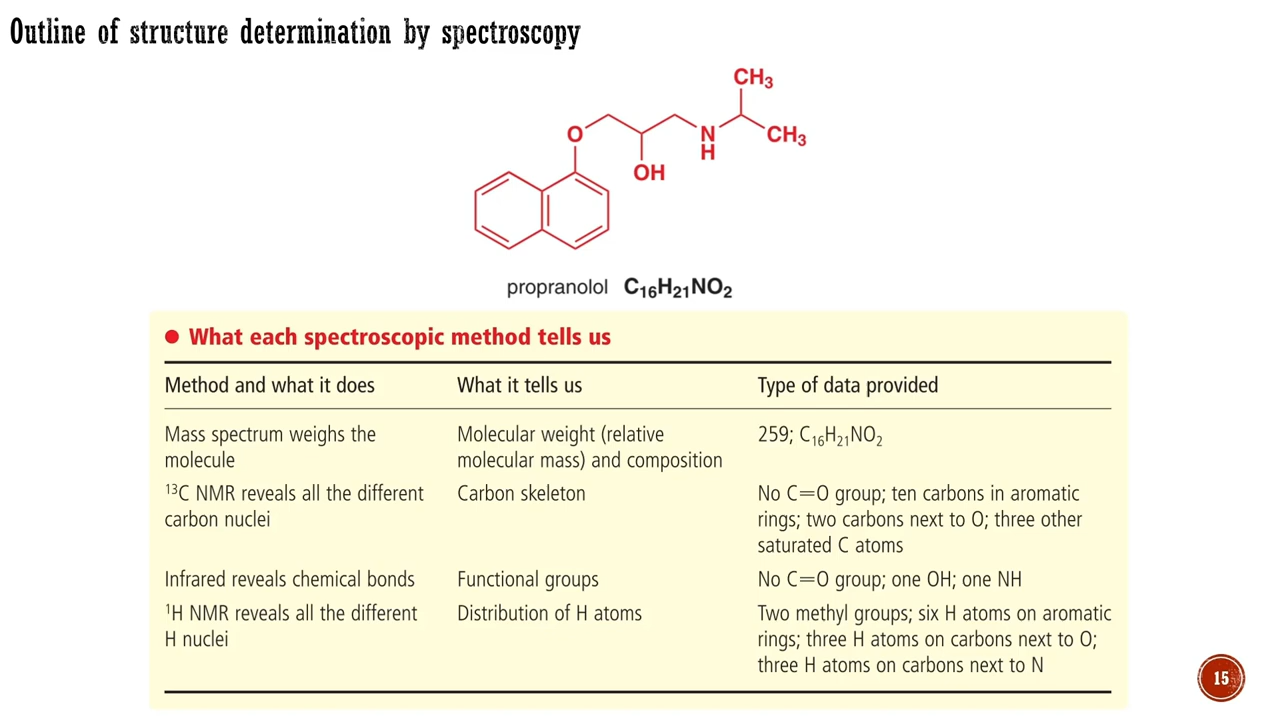 Outline of structure determination by spectroscopy
CH₃
O
N
H
CH₃
OH
propranolol C₁₆H₂₁NO₂
● What each spectroscopic method tells us
Method and what it does What it tells us Type of data provided
Mass spectrum weighs the Molecular weight (relative 259; C₁₆H₂₁NO₂
molecule molecular mass) and composition
¹³C NMR reveals all the different Carbon skeleton No C=O group; ten carbons in aromatic
carbon nuclei rings; two carbons next to O; three other
saturated C atoms
Infrared reveals chemical bonds Functional groups No C=O group; one OH; one NH
¹H NMR reveals all the different Distribution of H atoms Two methyl groups; six H atoms on aromatic
H nuclei rings; three H atoms on carbons next to O;
three H atoms on carbons next to N
15